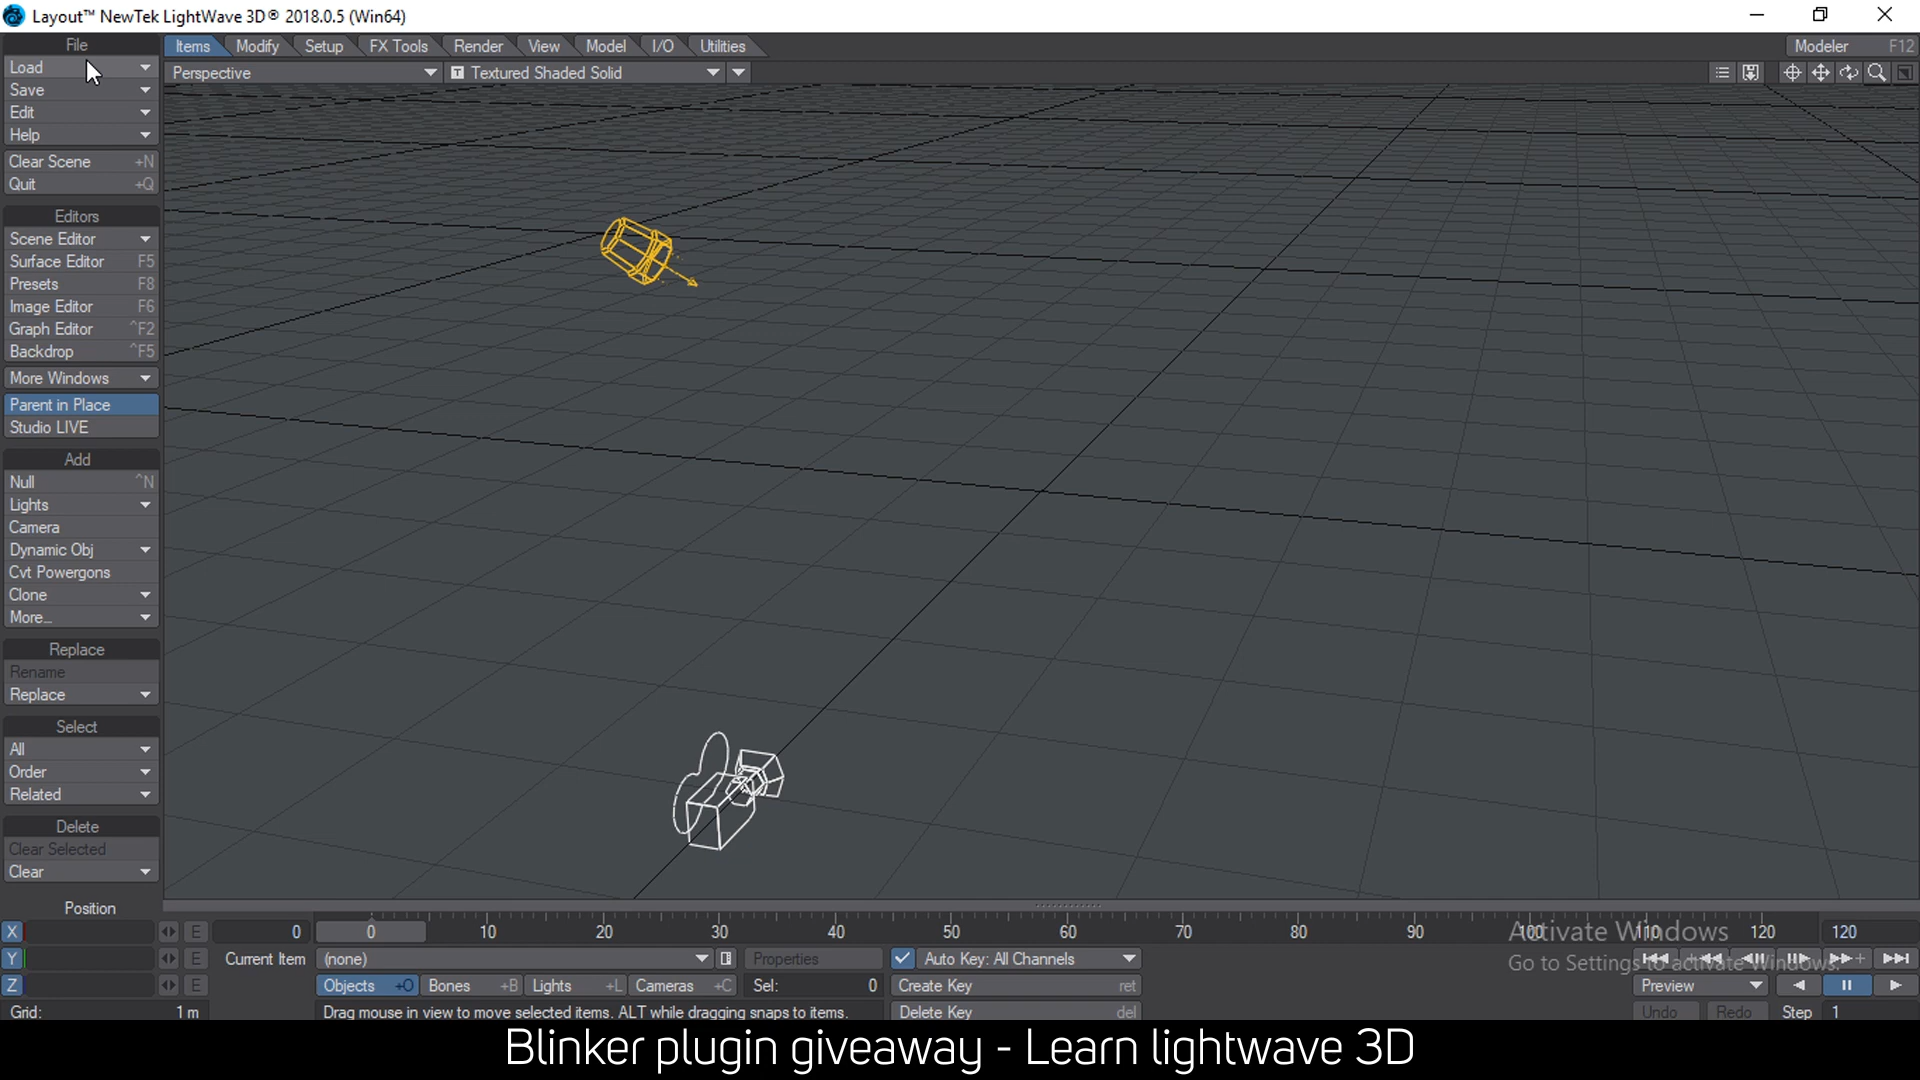 Layout™ NewTek LightWave 3D® 2018.0.5 (Win64)
File
Items Modify Setup FX Tools Render View Model I/O Utilities
Modeler F12
Load
Perspective
T Textured Shaded Solid
Save
Edit
Help
Clear Scene +N
Quit +Q
Editors
Scene Editor
Surface Editor F5
Presets F8
Image Editor F6
Graph Editor ^F2
Backdrop ^F5
More Windows
Parent in Place
Studio LIVE
Add
Null ^N
Lights
Camera
Dynamic Obj
Cvt Powergons
Clone
More...
Replace
Rename
Replace
Select
All
Order
Related
Delete
Clear Selected
Clear
Position
X E 0 0 10 20 30 40 50 60 70 80 90 100 110 120 120
Activate Windows
Y E Current Item (none) Properties Auto Key: All Channels
Go to Settings to activate Windows.
Z E Objects +O Bones +B Lights +L Cameras +C Sel: 0 Create Key ret Preview
Grid: 1 m Drag mouse in view to move selected items. ALT while dragging snaps to items. Delete Key del Undo Redo Step 1
Blinker plugin giveaway - Learn lightwave 3D